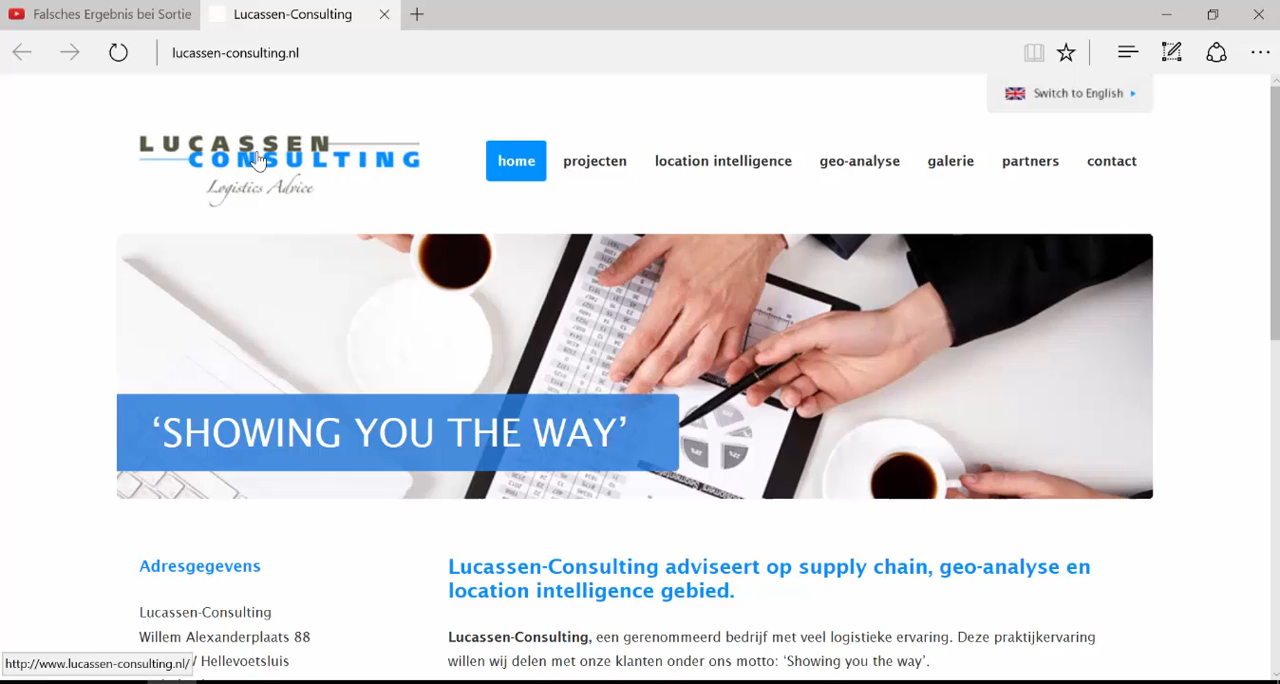 Falsches Ergebnis bei Sortie
Lucassen-Consulting
lucassen-consulting.nl
Switch to English
LUCASSEN
CONSULTING
Logistics Advice
home projecten location intelligence geo-analyse galerie partners contact
‘SHOWING YOU THE WAY’
Adresgegevens
Lucassen-Consulting
Willem Alexanderplaats 88
Hellevoetsluis
Lucassen-Consulting adviseert op supply chain, geo-analyse en
location intelligence gebied.
Lucassen-Consulting, een gerenommeerd bedrijf met veel logistieke ervaring. Deze praktijkervaring
willen wij delen met onze klanten onder ons motto: ‘Showing you the way’.
http://www.lucassen-consulting.nl/